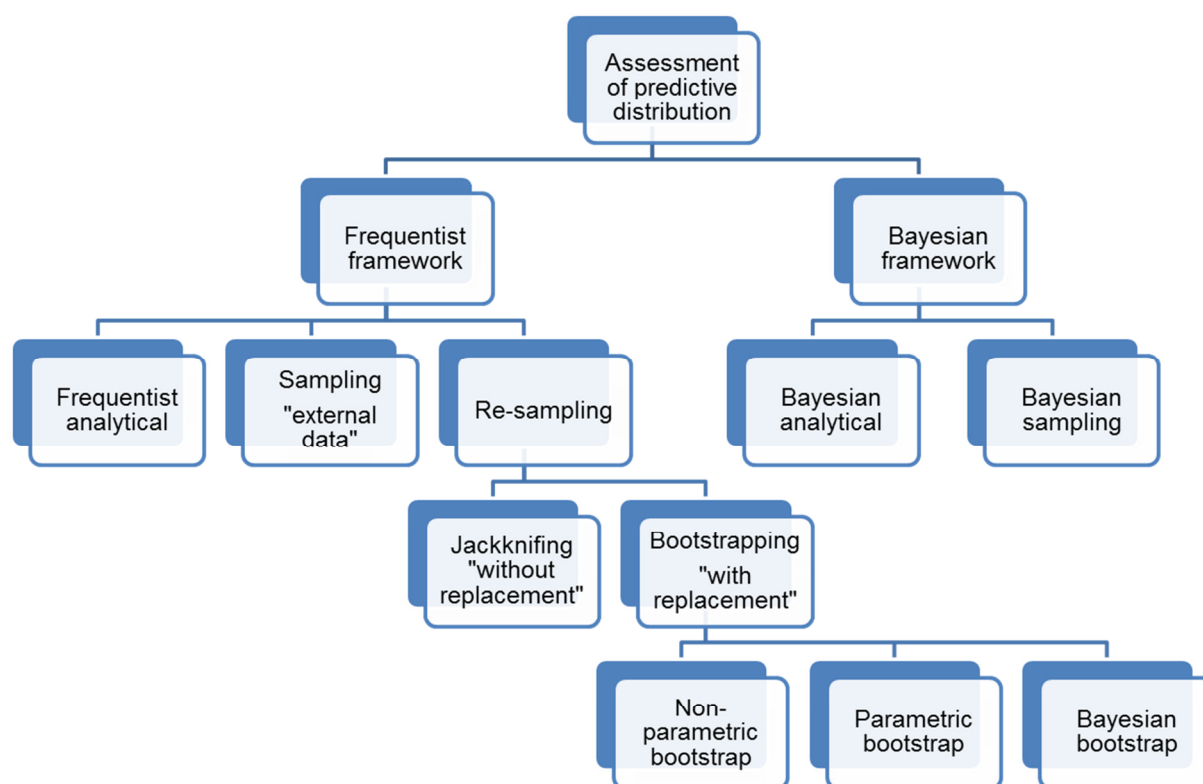 Assessment
of predictive
distribution
Frequentist
framework
Bayesian
framework
Frequentist
analytical
Sampling
"external
data"
Re-sampling
Bayesian
analytical
Bayesian
sampling
Jackknifing
"without
replacement"
Bootstrapping
"with
replacement"
Non-
parametric
bootstrap
Parametric
bootstrap
Bayesian
bootstrap